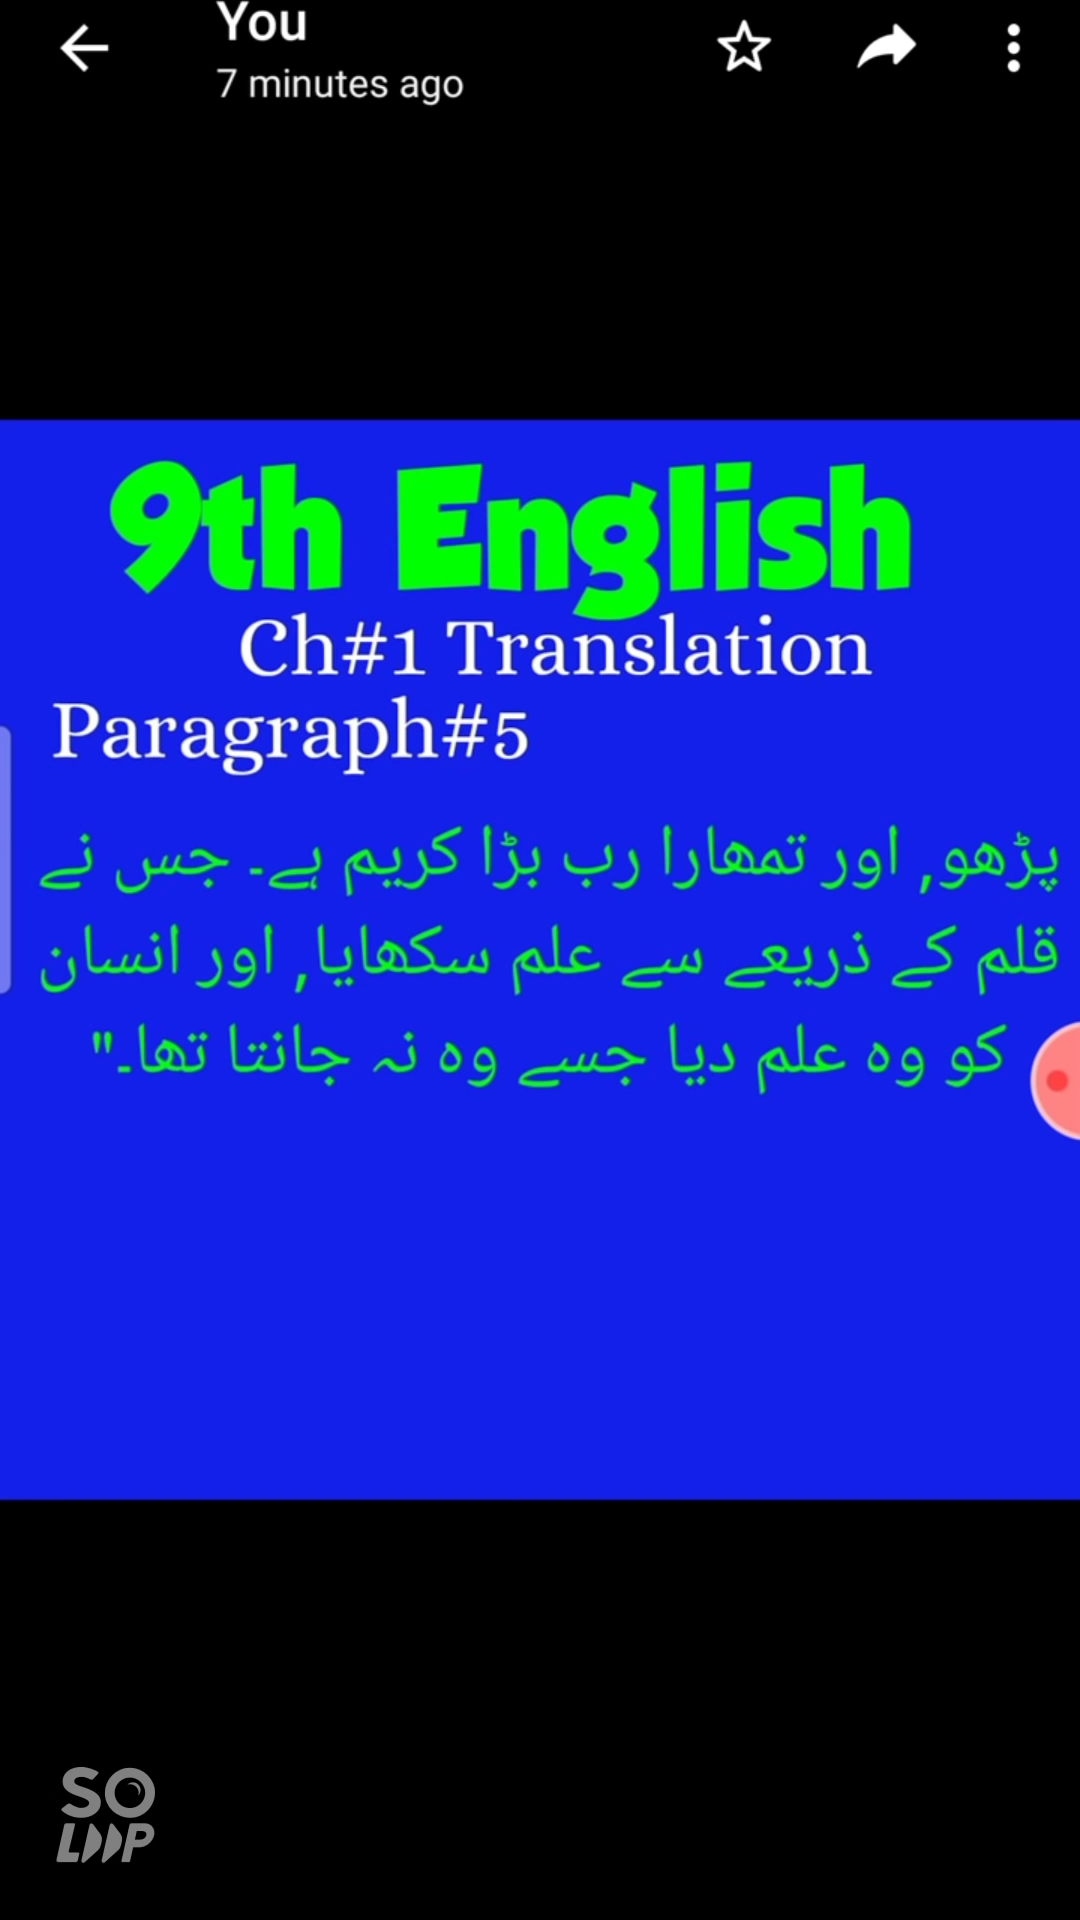 You
7 minutes ago
9th English
Ch#1 Translation
Paragraph#5
پڑھو, اور تمھارا رب بڑا کریم ہے۔ جس نے
قلم کے ذریعے سے علم سکھایا, اور انسان
کو وہ علم دیا جسے وہ نہ جانتا تھا۔"
SO
LOOP